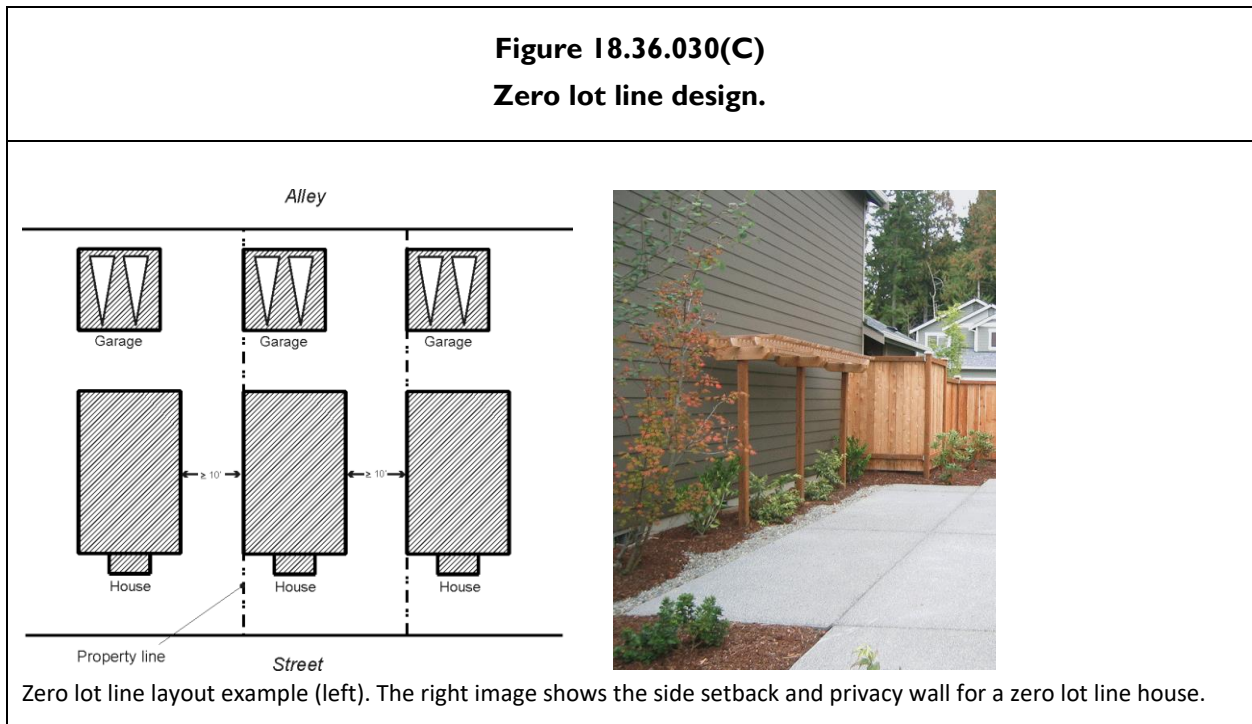 Figure 18.36.030(C)
Zero lot line design.
Alley
Garage
Garage
Garage
≥ 10'
≥ 10'
House
House
House
Property line
Street
Zero lot line layout example (left). The right image shows the side setback and privacy wall for a zero lot line house.